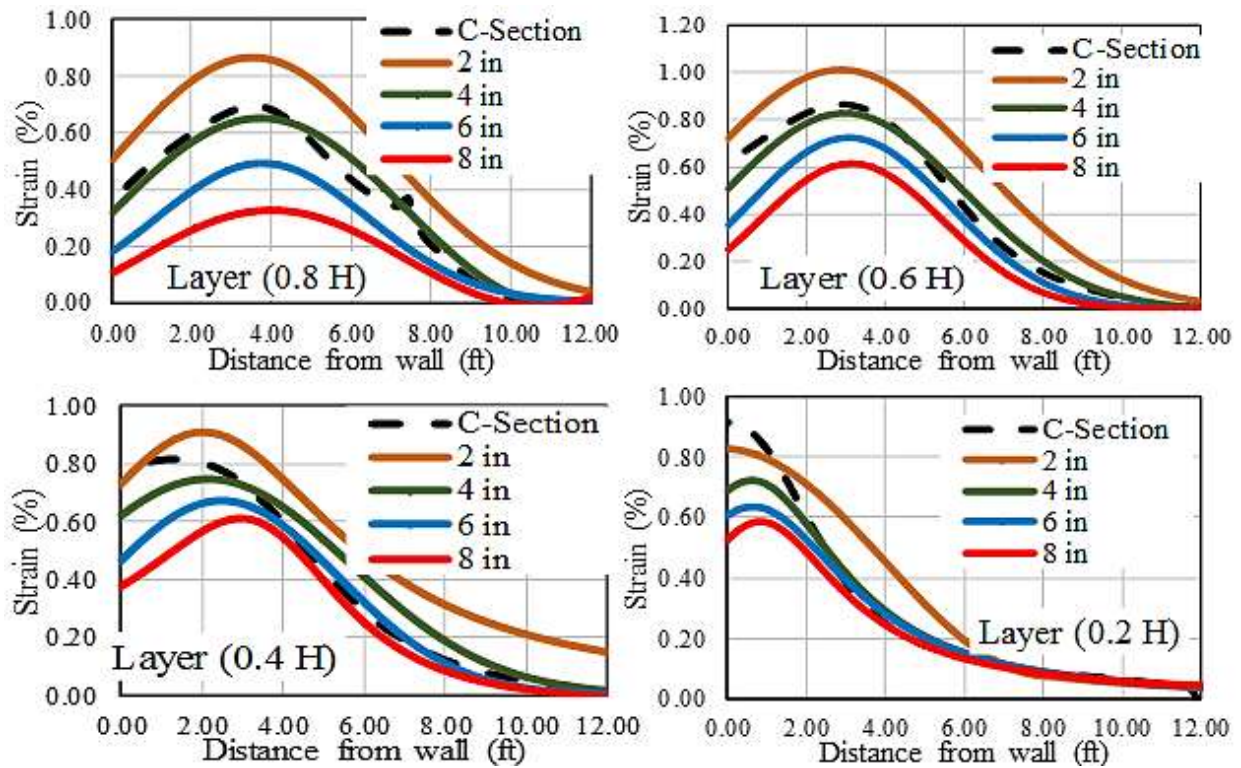 1.00
0.80
0.60
0.40
0.20
0.00
Strain (%)
C-Section
2 in
4 in
6 in
8 in
Layer (0.8 H)
0.00 2.00 4.00 6.00 8.00 10.00 12.00
Distance from wall (ft)
1.20
1.00
0.80
0.60
0.40
0.20
0.00
Strain (%)
C-Section
2 in
4 in
6 in
8 in
Layer (0.6 H)
0.00 2.00 4.00 6.00 8.00 10.00 12.00
Distance from wall (ft)
1.00
0.80
0.60
0.40
0.20
0.00
Strain (%)
C-Section
2 in
4 in
6 in
8 in
Layer (0.4 H)
0.00 2.00 4.00 6.00 8.00 10.00 12.00
Distance from wall (ft)
1.00
0.80
0.60
0.40
0.20
0.00
Strain (%)
C-Section
2 in
4 in
6 in
8 in
Layer (0.2 H)
0.00 2.00 4.00 6.00 8.00 10.00 12.00
Distance from wall (ft)